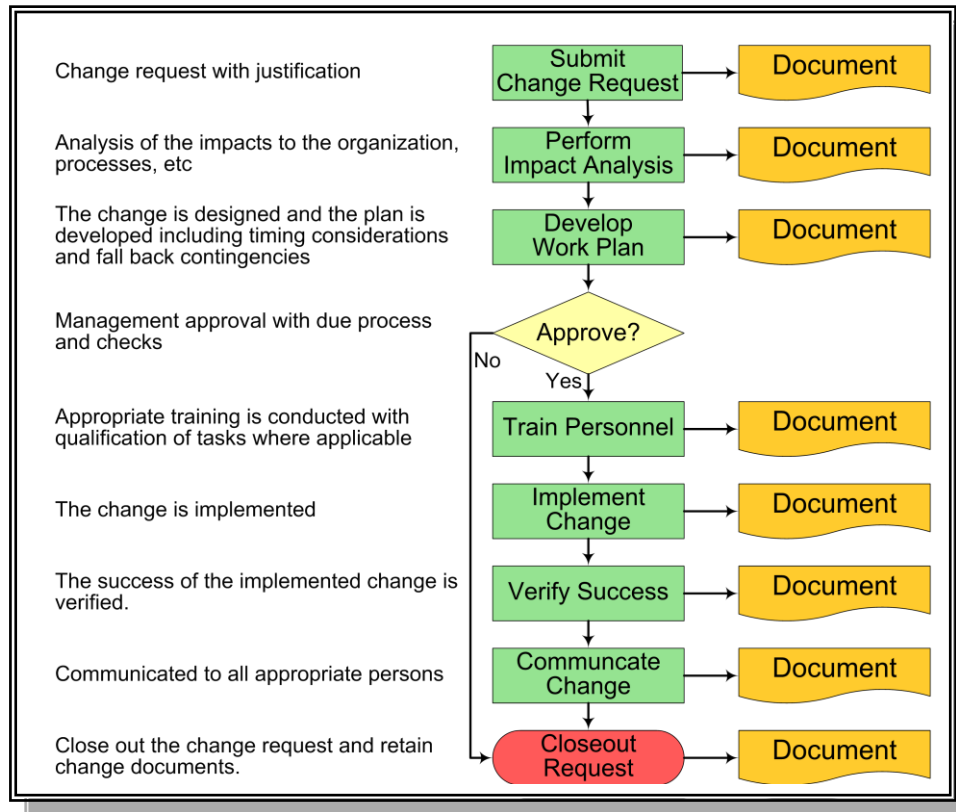 Change request with justification
Submit
Change Request
Document
Analysis of the impacts to the organization,
processes, etc
Perform
Impact Analysis
Document
The change is designed and the plan is
developed including timing considerations
and fall back contingencies
Develop
Work Plan
Document
Management approval with due process
and checks
Approve?
No
Yes
Appropriate training is conducted with
qualification of tasks where applicable
Train Personnel
Document
The change is implemented
Implement
Change
Document
The success of the implemented change is
verified.
Verify Success
Document
Communicated to all appropriate persons
Communcate
Change
Document
Close out the change request and retain
change documents.
Closeout
Request
Document